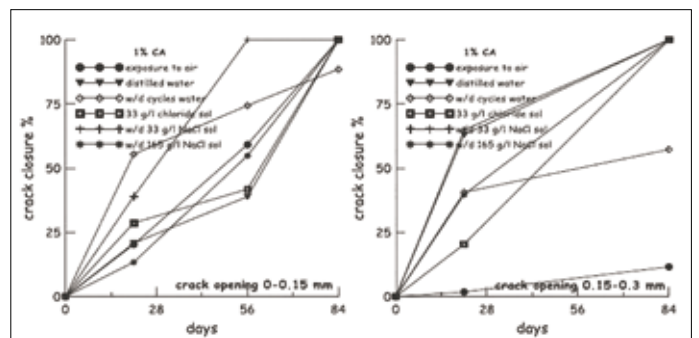 100
75
50
25
0
crack closure %
1% CA
exposure to air
distilled water
w/d cycles water
33 g/l chloride sol
w/d 33 g/l NaCl sol
w/d 165 g/l NaCl sol
crack opening 0-0.15 mm
0 28 56 84
days
100
75
50
25
0
crack closure %
1% CA
exposure to air
distilled water
w/d cycles water
33 g/l chloride sol
w/d 33 g/l NaCl sol
w/d 165 g/l NaCl sol
crack opening 0.15-0.3 mm
0 28 56 84
days